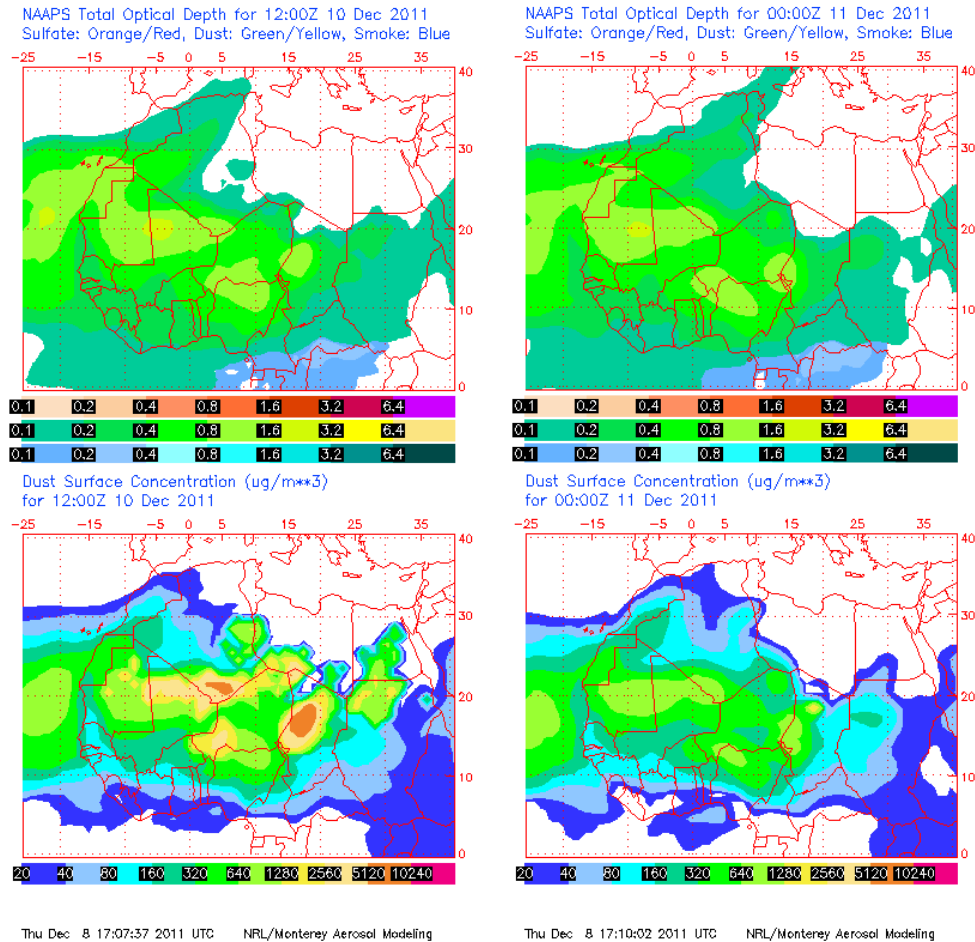 NAAPS Total Optical Depth for 12:00Z 10 Dec 2011
Sulfate: Orange/Red, Dust: Green/Yellow, Smoke: Blue
-25 -15 -5 0 5 15 25 35
40
30
20
10
0
0.1 0.2 0.4 0.8 1.6 3.2 6.4
0.1 0.2 0.4 0.8 1.6 3.2 6.4
0.1 0.2 0.4 0.8 1.6 3.2 6.4
NAAPS Total Optical Depth for 00:00Z 11 Dec 2011
Sulfate: Orange/Red, Dust: Green/Yellow, Smoke: Blue
-25 -15 -5 0 5 15 25 35
40
30
20
10
0
0.1 0.2 0.4 0.8 1.6 3.2 6.4
0.1 0.2 0.4 0.8 1.6 3.2 6.4
0.1 0.2 0.4 0.8 1.6 3.2 6.4
Dust Surface Concentration (ug/m**3)
for 12:00Z 10 Dec 2011
-25 -15 -5 0 5 15 25 35
40
30
20
10
0
20 40 80 160 320 640 1280 2560 5120 10240
Dust Surface Concentration (ug/m**3)
for 00:00Z 11 Dec 2011
-25 -15 -5 0 5 15 25 35
40
30
20
10
0
20 40 80 160 320 640 1280 2560 5120 10240
Thu Dec 8 17:07:37 2011 UTC NRL/Monterey Aerosol Modeling
Thu Dec 8 17:10:02 2011 UTC NRL/Monterey Aerosol Modeling